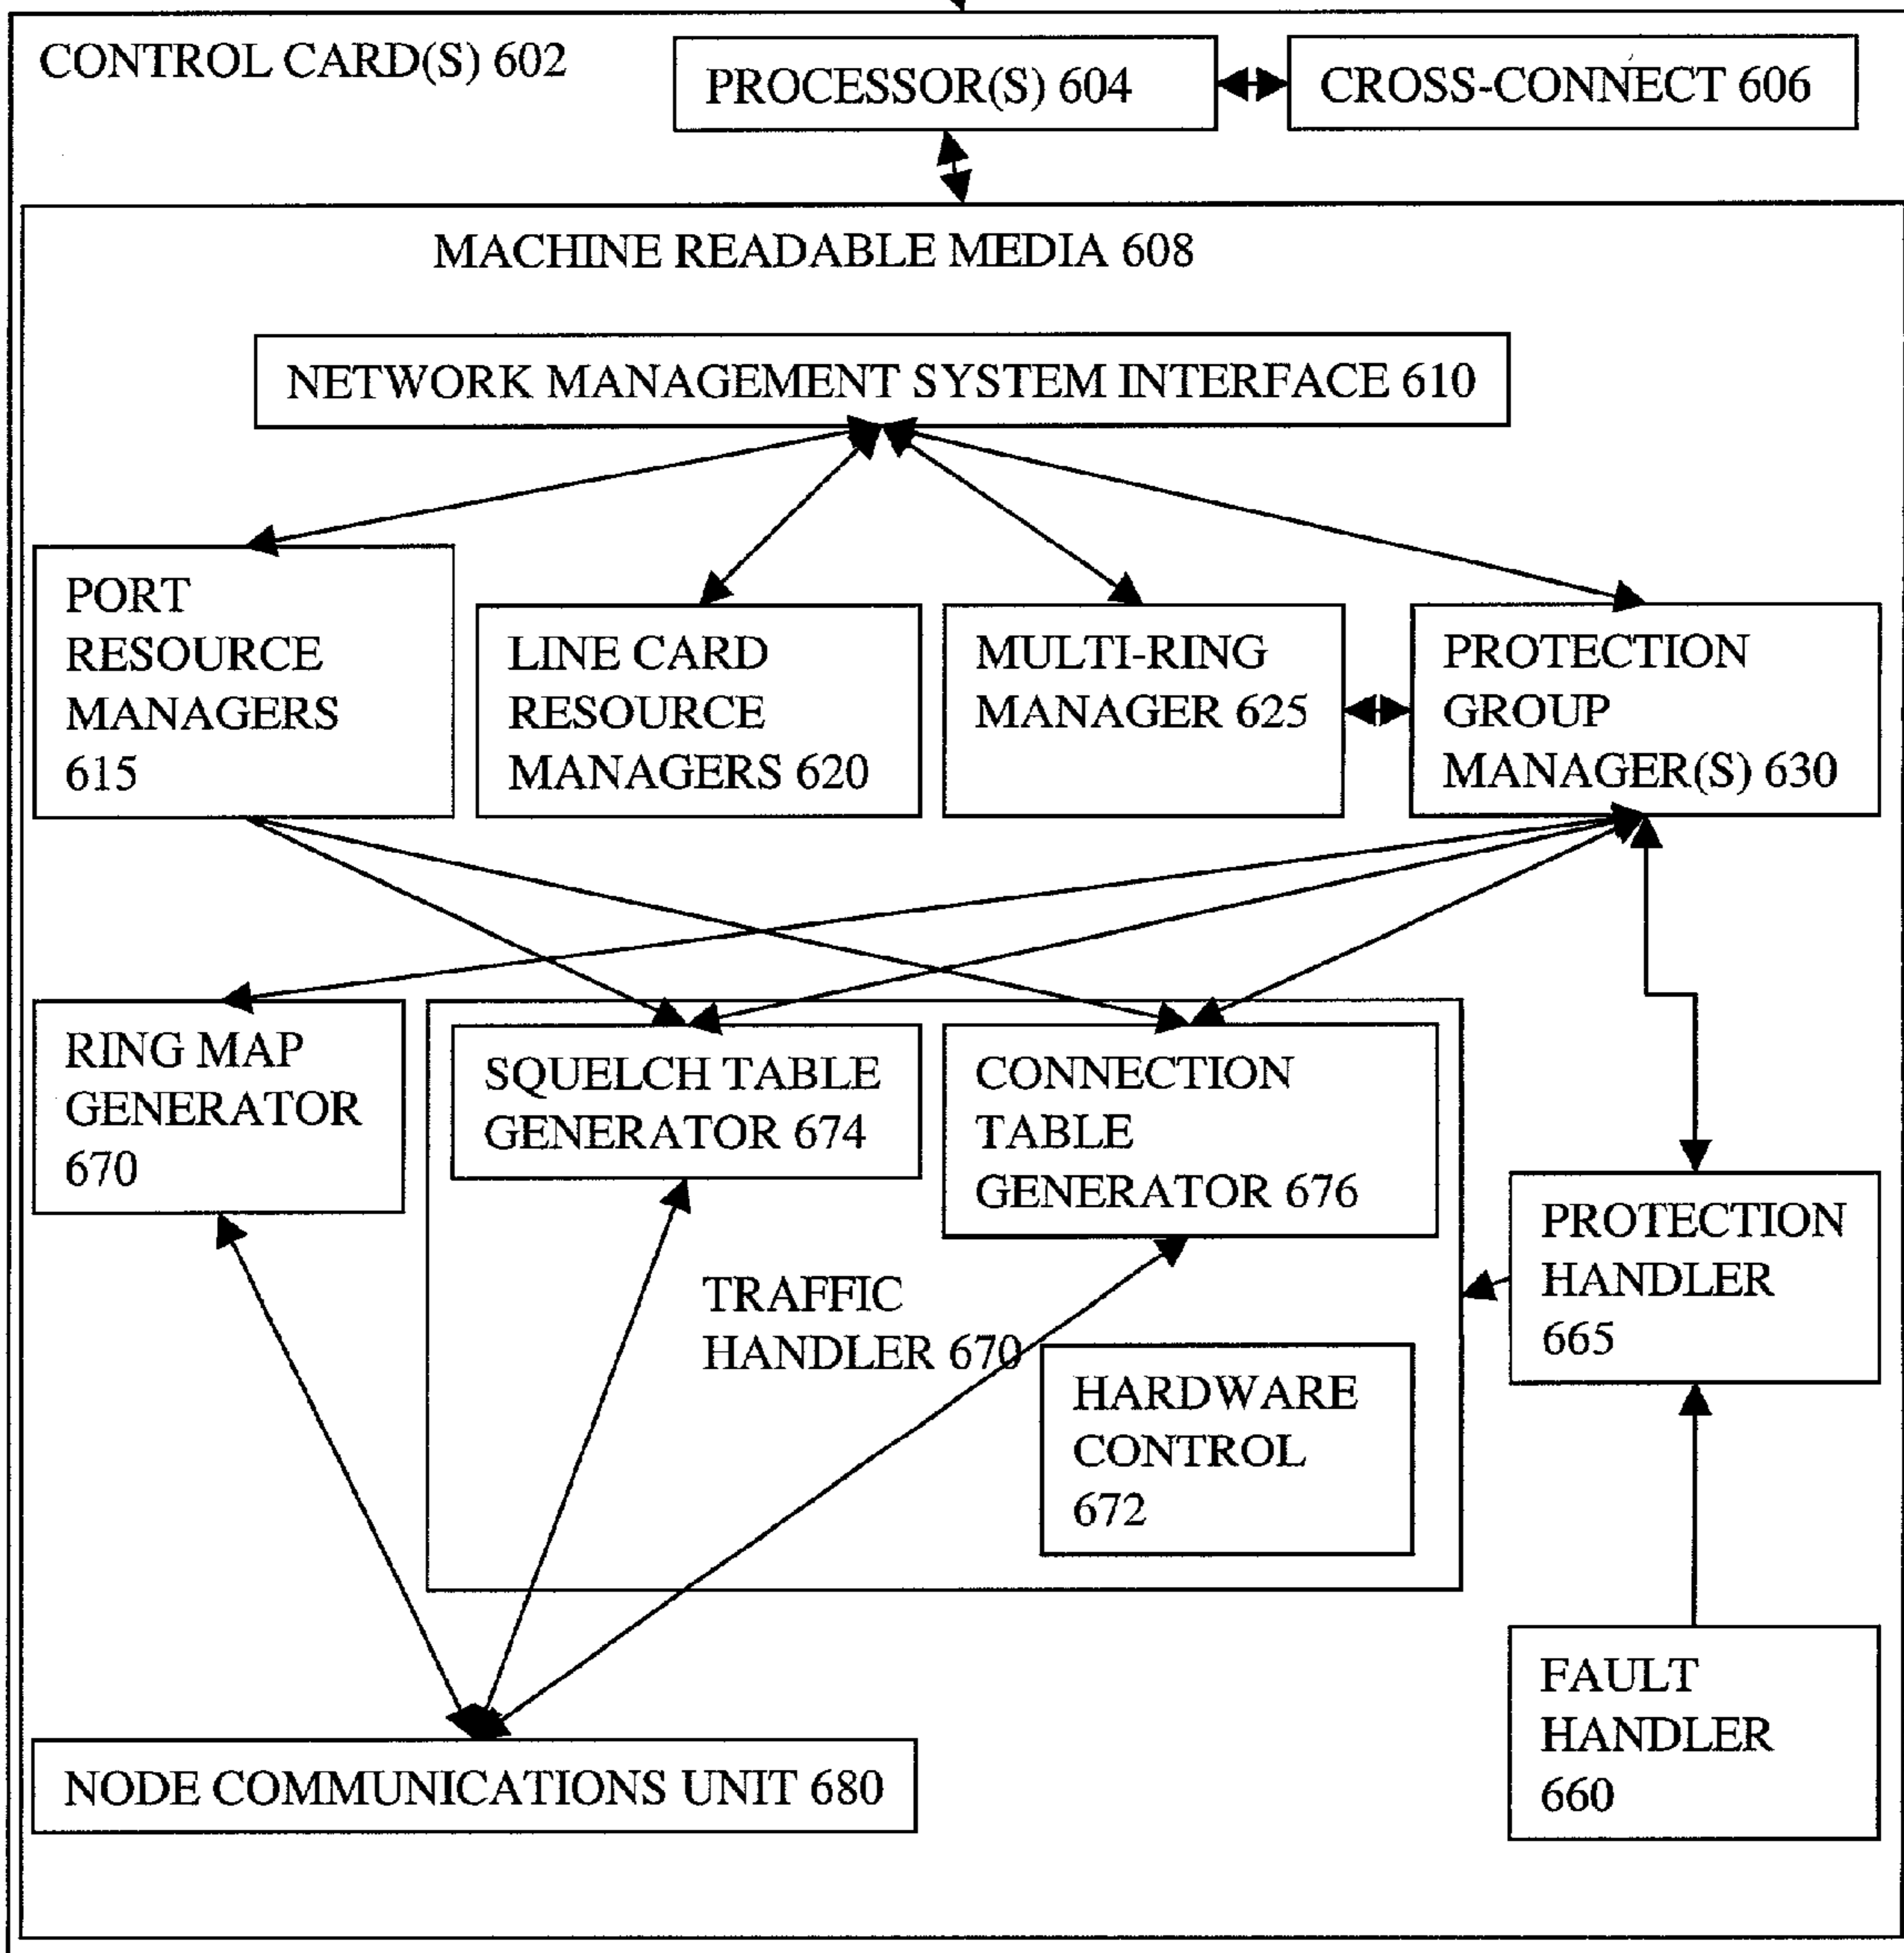 CONTROL CARD(S) 602
PROCESSOR(S) 604
CROSS-CONNECT 606
MACHINE READABLE MEDIA 608
NETWORK MANAGEMENT SYSTEM INTERFACE 610
PORT
RESOURCE
MANAGERS
615
LINE CARD
RESOURCE
MANAGERS 620
MULTI-RING
MANAGER 625
PROTECTION
GROUP
MANAGER(S) 630
RING MAP
GENERATOR
670
SQUELCH TABLE
GENERATOR 674
CONNECTION
TABLE
GENERATOR 676
PROTECTION
HANDLER
665
TRAFFIC
HANDLER 670
HARDWARE
CONTROL
672
FAULT
HANDLER
660
NODE COMMUNICATIONS UNIT 680